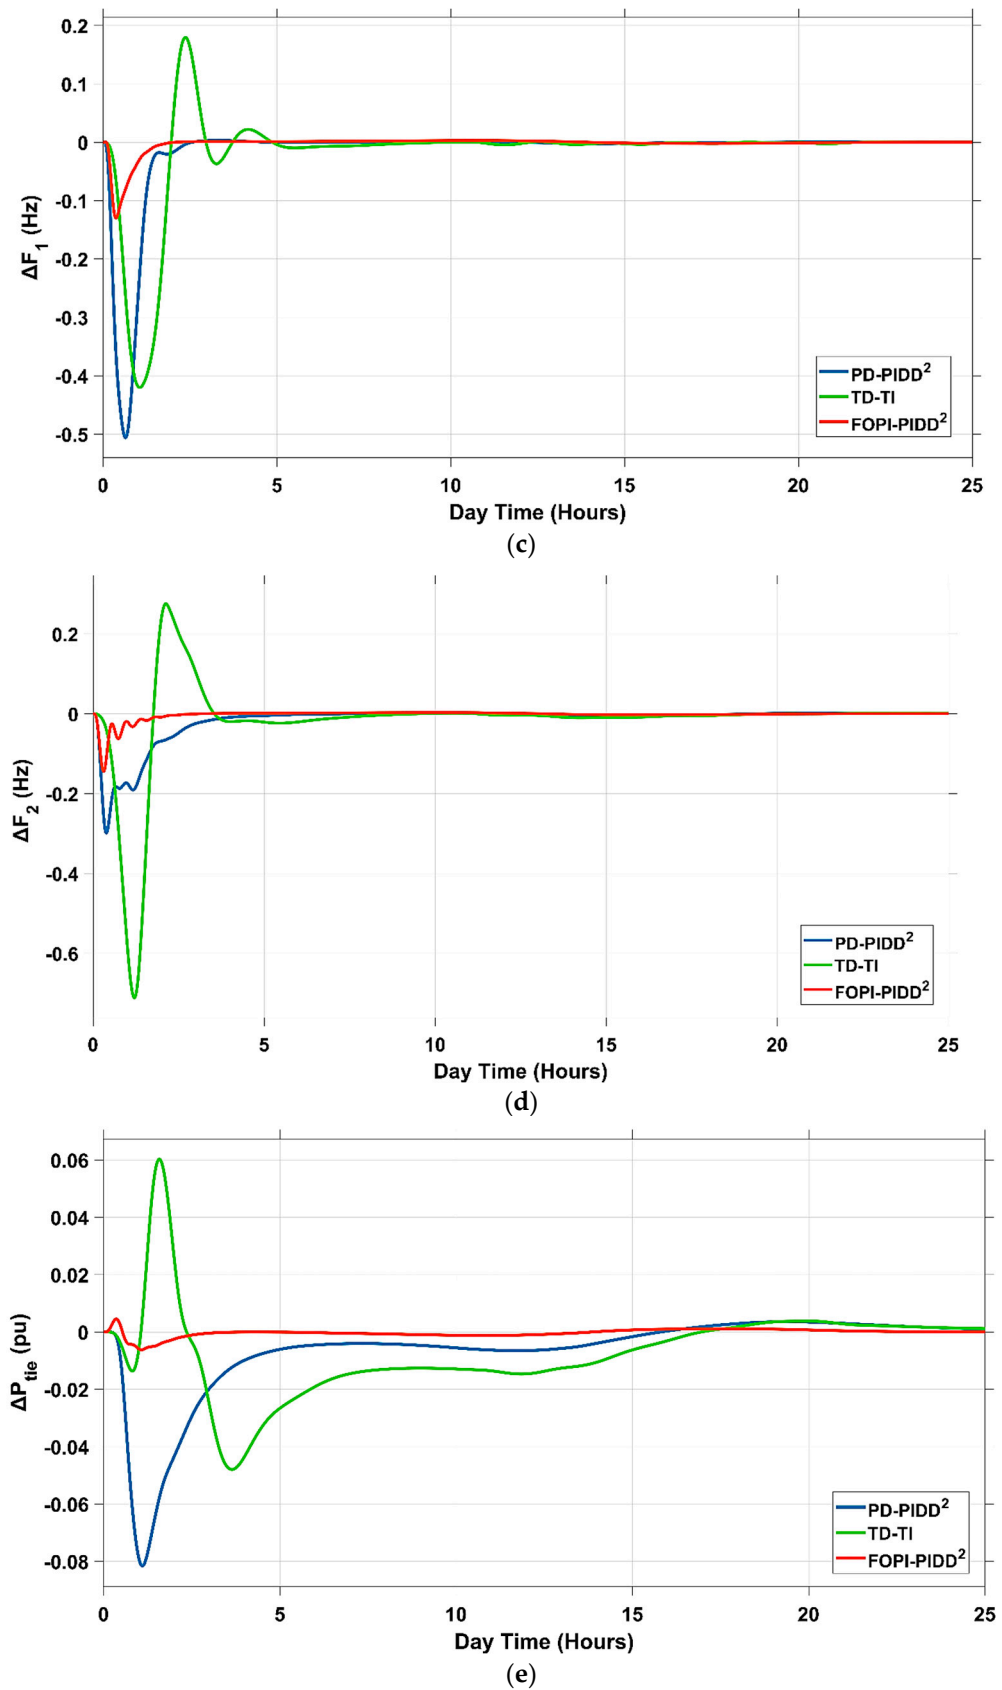 0.2
0.1
0
-0.1
-0.2
-0.3
-0.4
-0.5
ΔF1 (Hz)
PD-PIDD2
TD-TI
FOPI-PIDD2
0 5 10 15 20 25
Day Time (Hours)
(c)
0.2
0
-0.2
-0.4
-0.6
ΔF2 (Hz)
PD-PIDD2
TD-TI
FOPI-PIDD2
0 5 10 15 20 25
Day Time (Hours)
(d)
0.06
0.04
0.02
0
-0.02
-0.04
-0.06
-0.08
ΔPtie (pu)
PD-PIDD2
TD-TI
FOPI-PIDD2
0 5 10 15 20 25
Day Time (Hours)
(e)